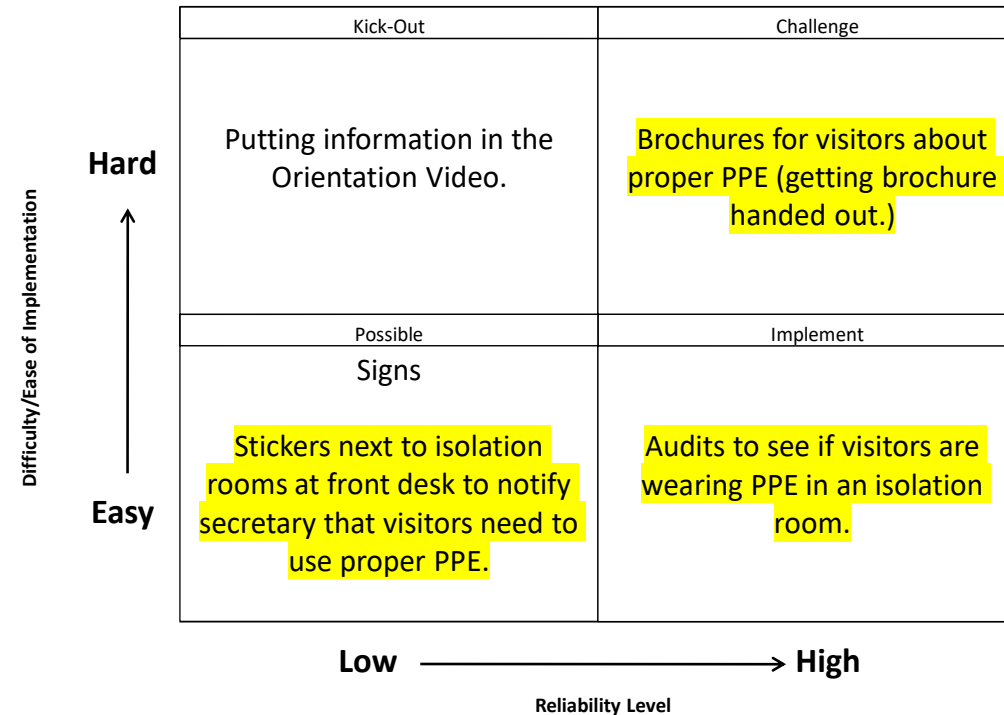 Kick-Out
Challenge
Putting information in the
Orientation Video.
Brochures for visitors about
proper PPE (getting brochure
handed out.)
Hard
Difficulty/Ease of Implementation
Possible
Implement
Signs
Stickers next to isolation
rooms at front desk to notify
secretary that visitors need to
use proper PPE.
Audits to see if visitors are
wearing PPE in an isolation
room.
Easy
Low
High
Reliability Level